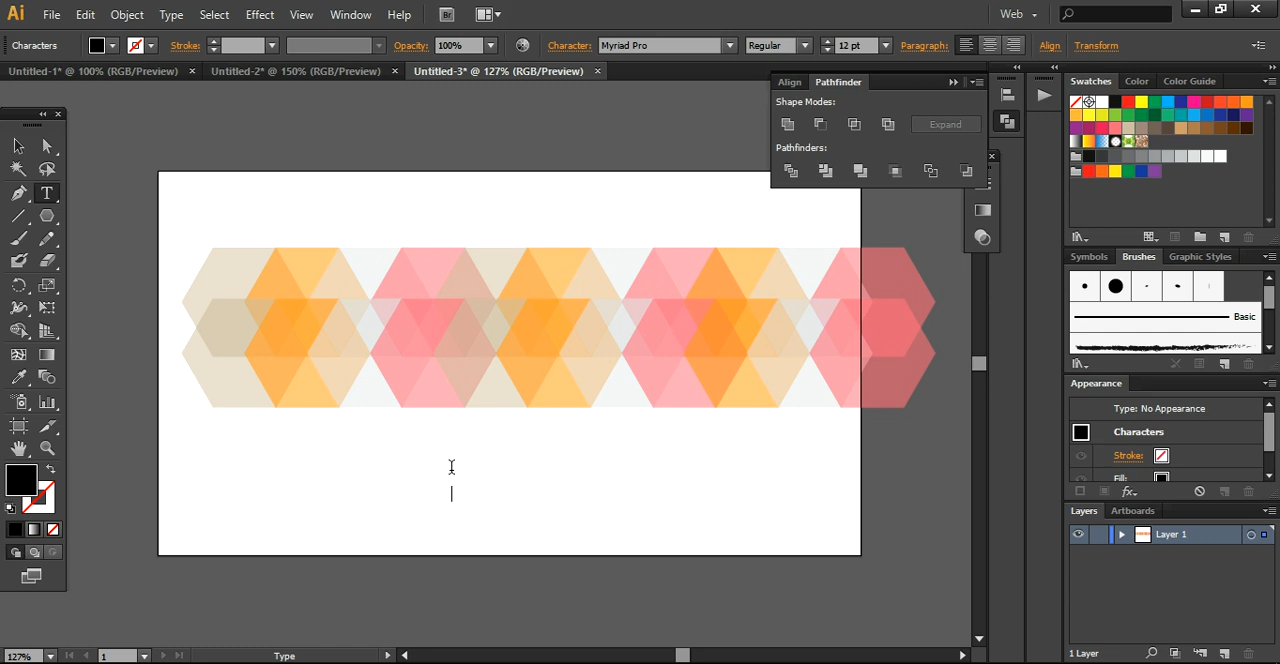 Ai File Edit Object Type Select Effect View Window Help Br Web
Characters Stroke: Opacity: 100% Character: Myriad Pro Regular 12 pt Paragraph: Align Transform
Untitled-1* @ 100% (RGB/Preview) × Untitled-2* @ 150% (RGB/Preview) × Untitled-3* @ 127% (RGB/Preview) ×
Align Pathfinder
Shape Modes:
Expand
Pathfinders:
Swatches Color Color Guide
Symbols Brushes Graphic Styles
Basic
Appearance
Type: No Appearance
Characters
Stroke:
Fill:
fx
Layers Artboards
Layer 1
1 Layer
127% 1 Type